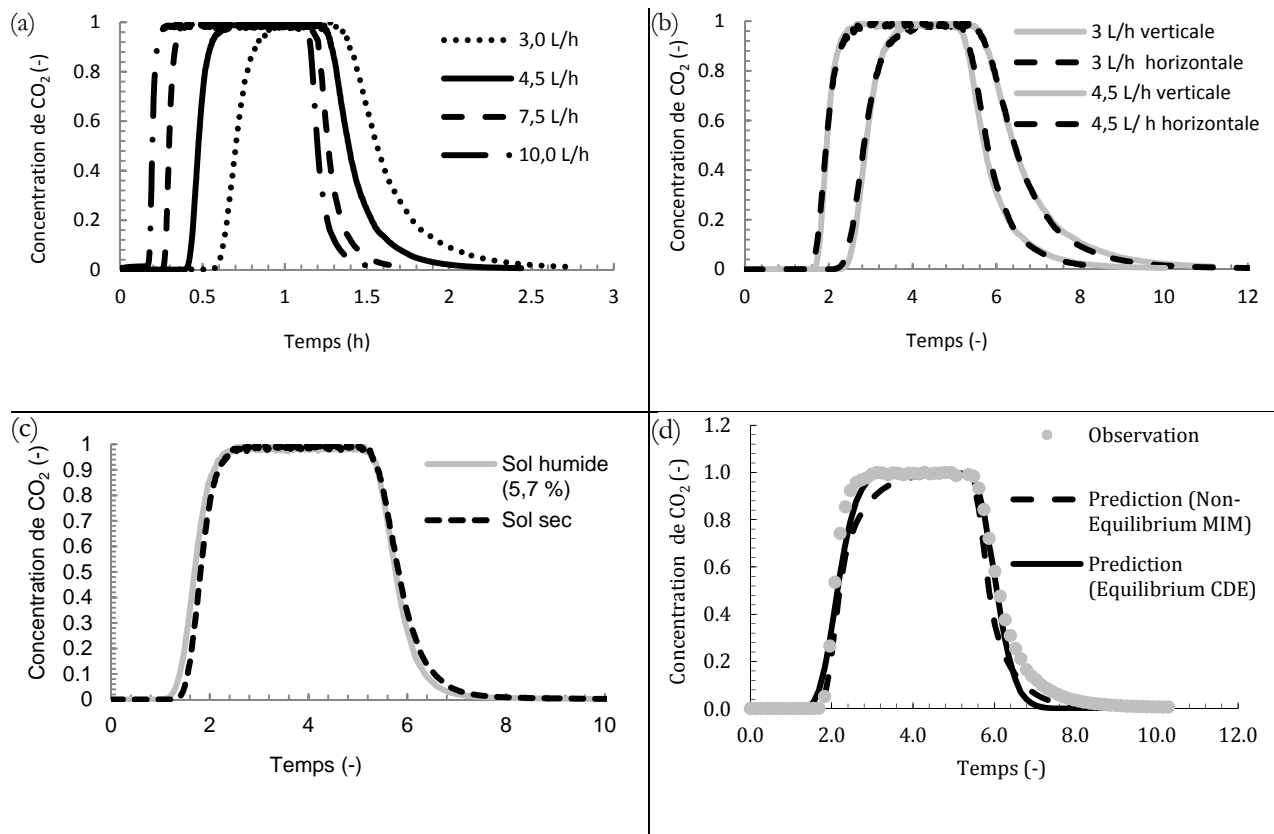 (a)
Concentration de CO2 (-)
1
0.8
0.6
0.4
0.2
0
0
0.5
1
1.5
2
2.5
3
Temps (h)
3,0 L/h
4,5 L/h
7,5 L/h
10,0 L/h
(b)
Concentration de CO2 (-)
1
0.8
0.6
0.4
0.2
0
0
2
4
6
8
10
12
Temps (-)
3 L/h verticale
3 L/h horizontale
4,5 L/h verticale
4,5 L/ h horizontale
(c)
Concentration de CO2 (-)
1
0.9
0.8
0.7
0.6
0.5
0.4
0.3
0.2
0.1
0
0
2
4
6
8
10
Temps (-)
Sol humide
(5,7 %)
Sol sec
(d)
Concentration de CO2 (-)
1.2
1.0
0.8
0.6
0.4
0.2
0.0
0.0
2.0
4.0
6.0
8.0
10.0
12.0
Temps (-)
Observation
Prediction (Non-
Equilibrium MIM)
Prediction
(Equilibrium CDE)